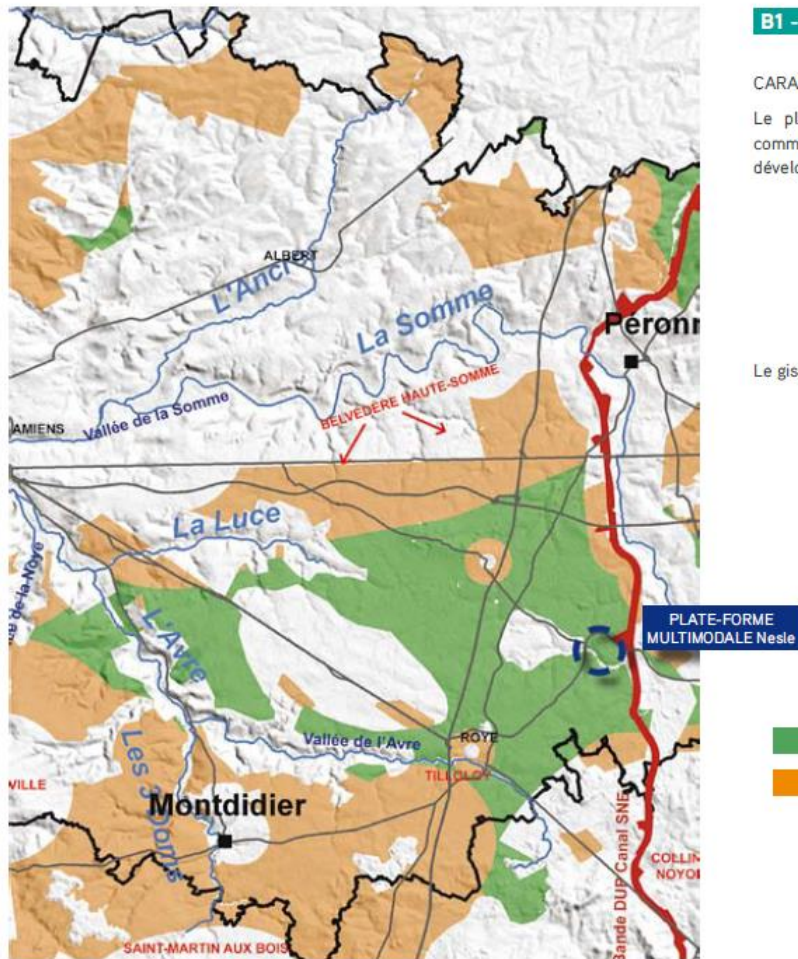 B1 -
CARA
Le pl
comm
dévelo
Le gis
ALBERT
L'Ancre
La Somme
Péronn
BELVÉDÈRE HAUTE-SOMME
Vallée de la Somme
AMIENS
La Luce
L'Avre
PLATE-FORME
MULTIMODALE Nesle
Vallée de l'Avre
ROYE
TILLOLOY
VILLE
Les 3 Doms
Montdidier
Bande DUP Canal SNE
COLLIN
NOYO
SAINT-MARTIN AUX BOIS